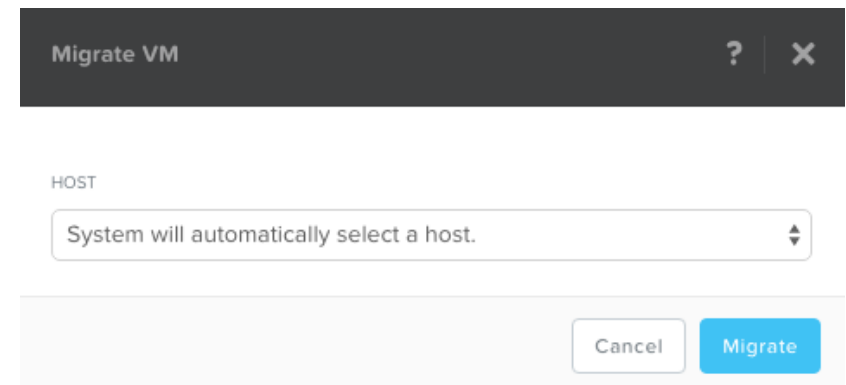 Migrate VM ?
HOST
System will automatically select a host.
Cancel Migrate